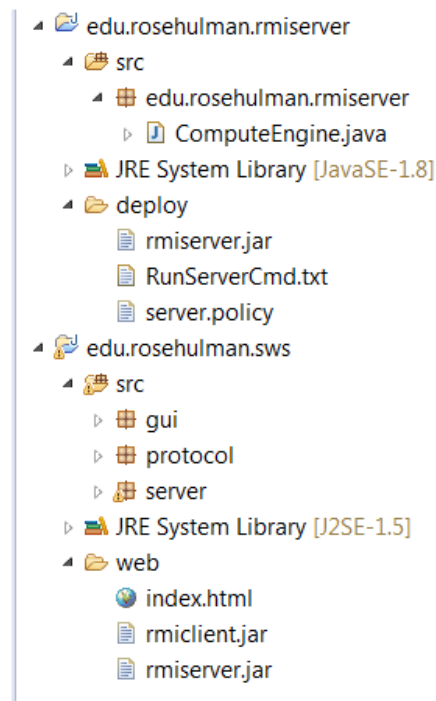 edu.rosehulman.rmiserver
src
edu.rosehulman.rmiserver
ComputeEngine.java
JRE System Library [JavaSE-1.8]
deploy
rmiserver.jar
RunServerCmd.txt
server.policy
edu.rosehulman.sws
src
gui
protocol
server
JRE System Library [J2SE-1.5]
web
index.html
rmiclient.jar
rmiserver.jar